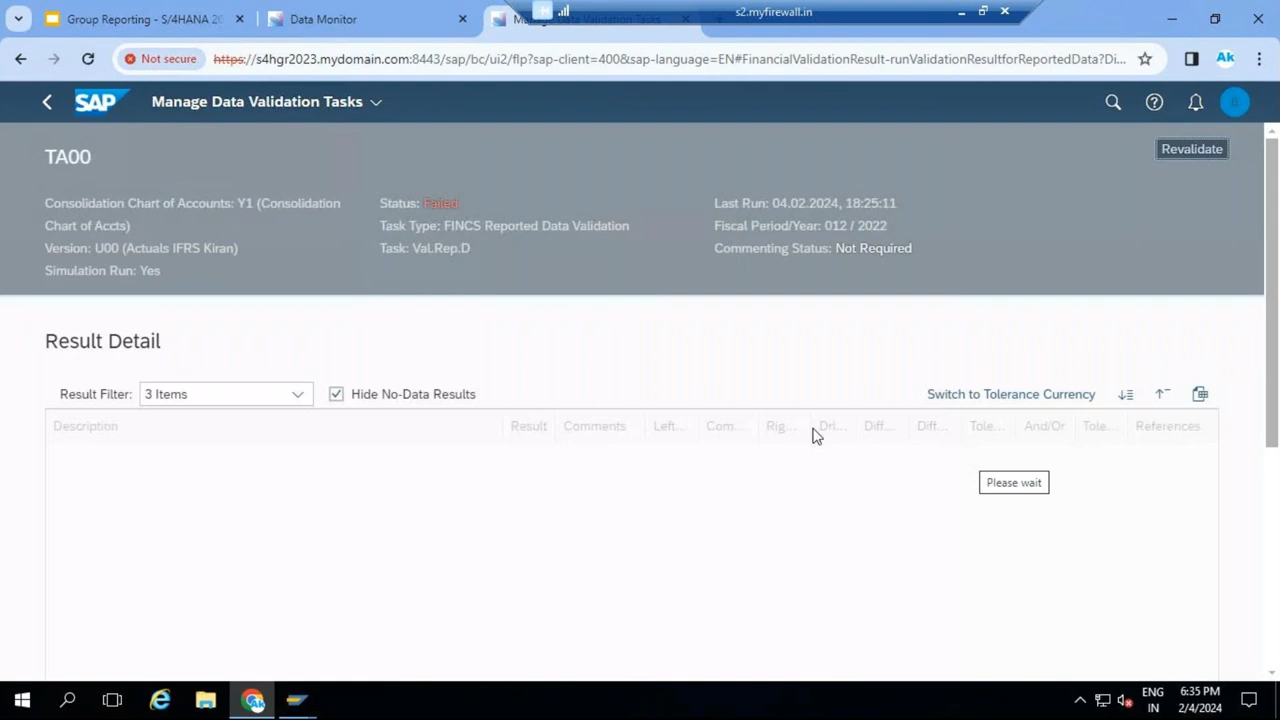 Group Reporting - S/4HANA 20
Data Monitor
Manage Data Validation Tasks
s2.myfirewall.in
Not secure
https://s4hgr2023.mydomain.com:8443/sap/bc/ui2/flp?sap-client=400&sap-language=EN#FinancialValidationResult-runValidationResultforReportedData?Di...
Ak
SAP
Manage Data Validation Tasks
TA00
Revalidate
Consolidation Chart of Accounts: Y1 (Consolidation
Chart of Accts)
Version: U00 (Actuals IFRS Kiran)
Simulation Run: Yes
Status: Failed
Task Type: FINCS Reported Data Validation
Task: Val.Rep.D
Last Run: 04.02.2024, 18:25:11
Fiscal Period/Year: 012 / 2022
Commenting Status: Not Required
Result Detail
Result Filter: 3 Items
Hide No-Data Results
Switch to Tolerance Currency
Description Result Comments Left... Com... Rig... Dri... Diff... Diff... Tole... And/Or Tole... References
Please wait
Ak
ENG
IN
6:35 PM
2/4/2024